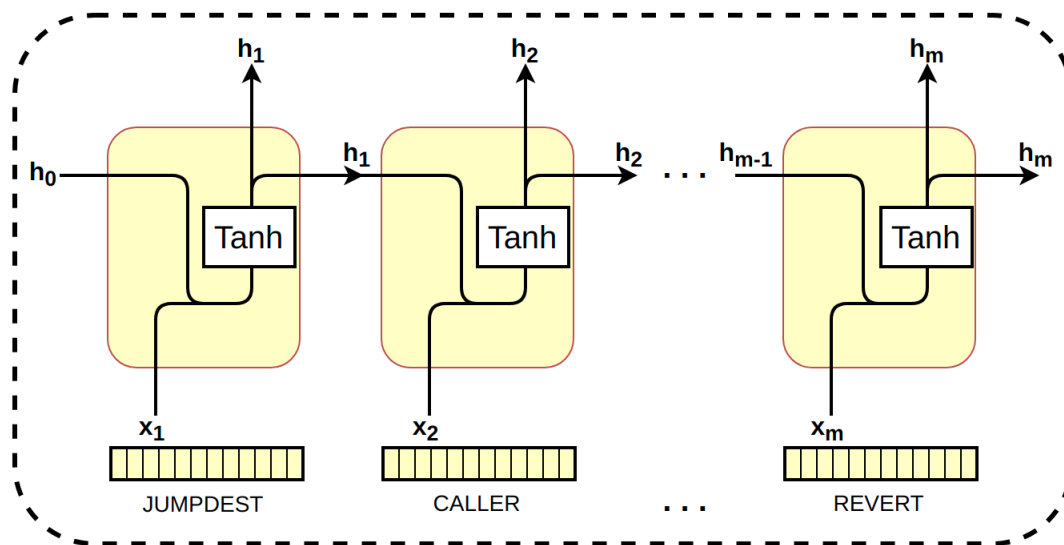 h1 h2 hm
h0 h1 h2 . . . hm-1 hm
Tanh Tanh Tanh
x1 x2 xm
JUMPDEST CALLER . . . REVERT